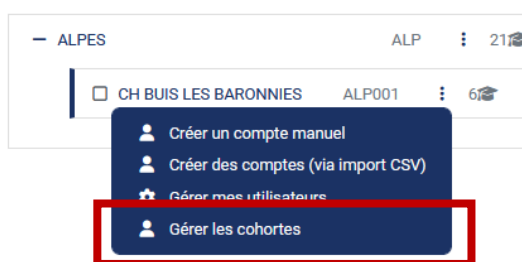 ALPES ALP 21
CH BUIS LES BARONNIES ALP001 6
Créer un compte manuel
Créer des comptes (via import CSV)
Gérer mes utilisateurs
Gérer les cohortes